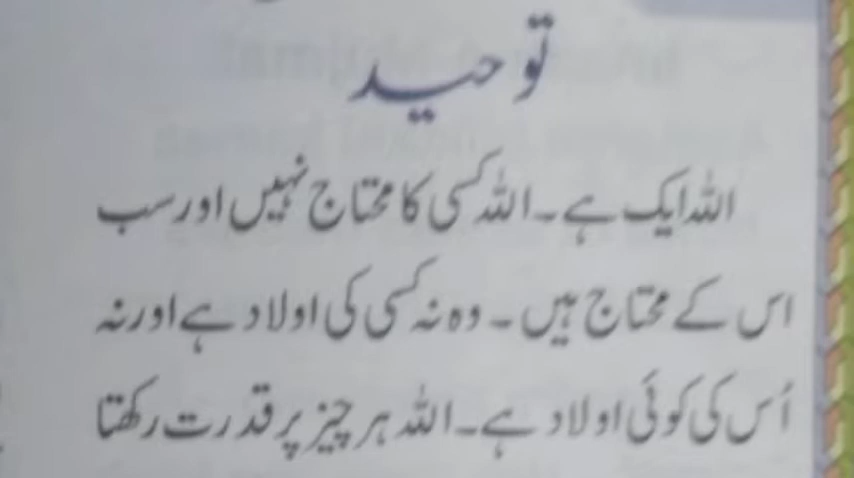 توحید
اللہ ایک ہے۔ اللہ کسی کا محتاج نہیں اور سب
اس کے محتاج ہیں۔ وہ نہ کسی کی اولاد ہے اور نہ
اُس کی کوئی اولاد ہے۔ اللہ ہر چیز پر قدرت رکھتا